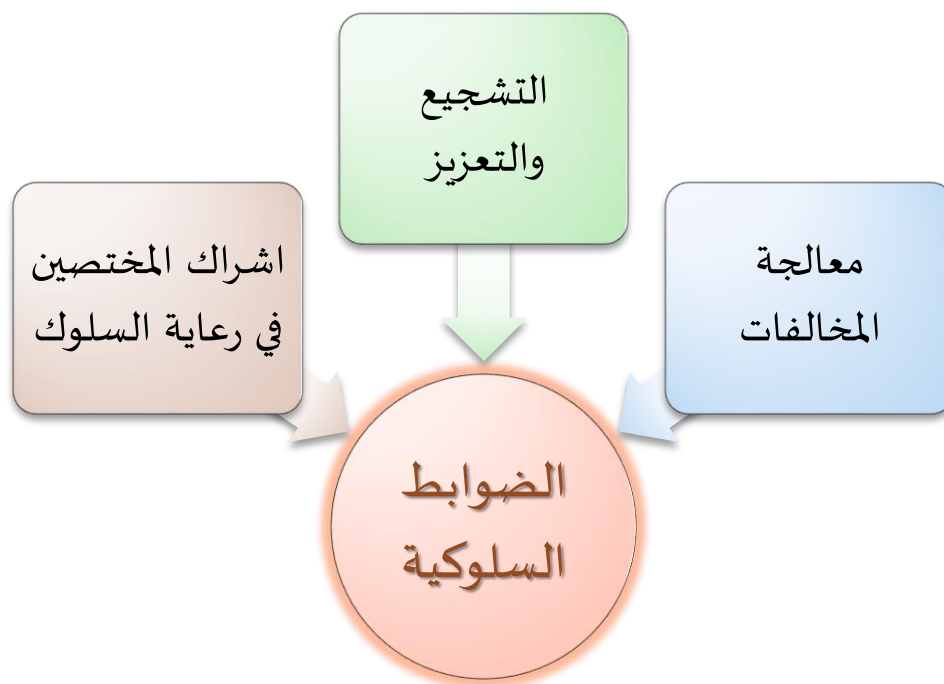 التشجيع
والتعزيز
معالجة
المخالفات
اشراك المختصين
في رعاية السلوك
الضوابط
السلوكية